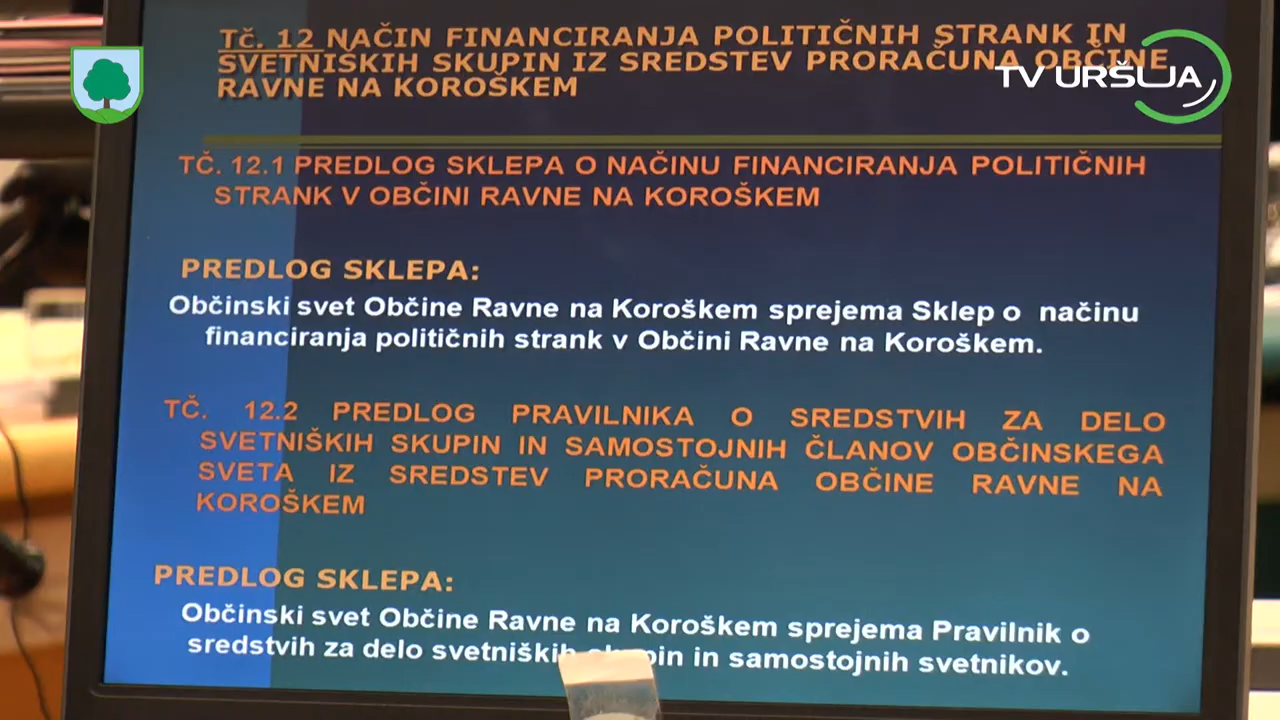 Tč. 12 NAČIN FINANCIRANJA POLITIČNIH STRANK IN
SVETNIŠKIH SKUPIN IZ SREDSTEV PRORAČUNA OBČINE
RAVNE NA KOROŠKEM
TV URŠLJA
TČ. 12.1 PREDLOG SKLEPA O NAČINU FINANCIRANJA POLITIČNIH
STRANK V OBČINI RAVNE NA KOROŠKEM
PREDLOG SKLEPA:
Občinski svet Občine Ravne na Koroškem sprejema Sklep o načinu
financiranja političnih strank v Občini Ravne na Koroškem.
TČ. 12.2 PREDLOG PRAVILNIKA O SREDSTVIH ZA DELO
SVETNIŠKIH SKUPIN IN SAMOSTOJNIH ČLANOV OBČINSKEGA
SVETA IZ SREDSTEV PRORAČUNA OBČINE RAVNE NA
KOROŠKEM
PREDLOG SKLEPA:
Občinski svet Občine Ravne na Koroškem sprejema Pravilnik o
sredstvih za delo svetniških skupin in samostojnih svetnikov.